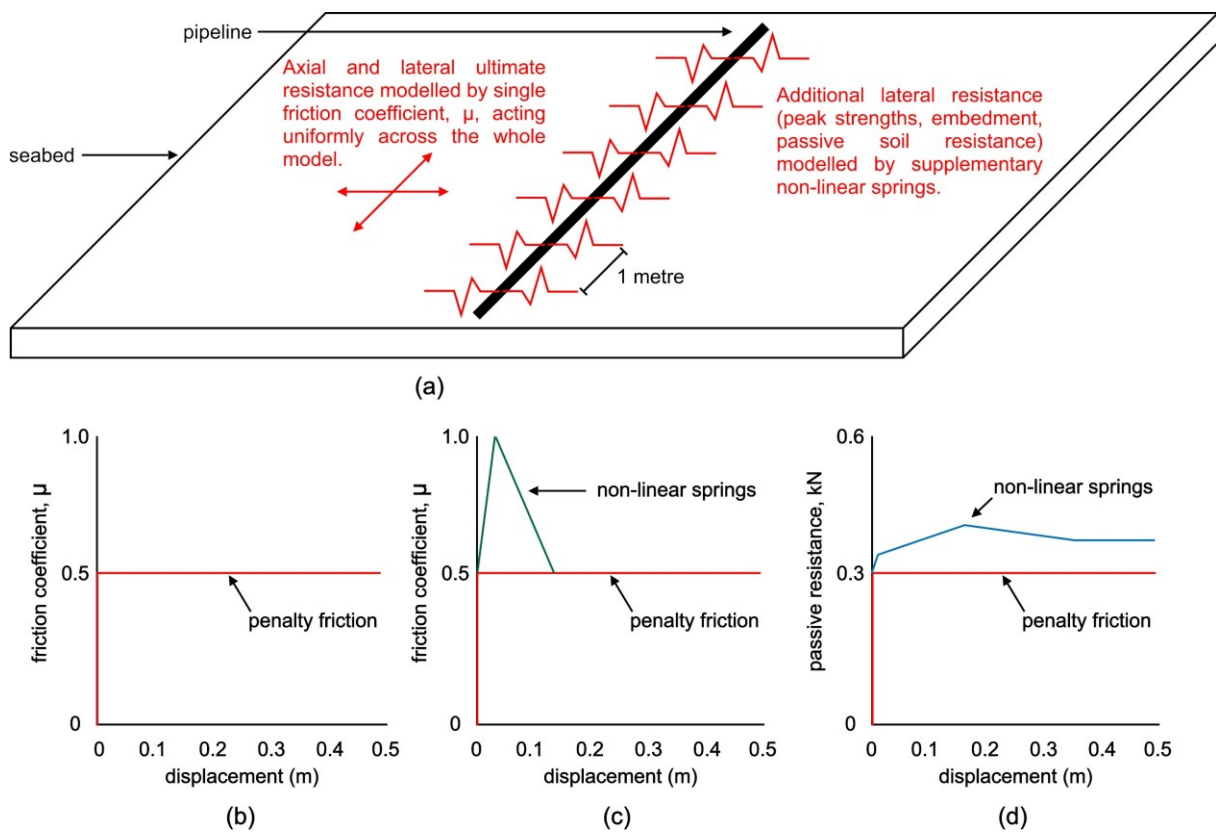 pipeline
Axial and lateral ultimate
resistance modelled by single
friction coefficient, µ, acting
uniformly across the whole
model.
Additional lateral resistance
(peak strengths, embedment,
passive soil resistance)
modelled by supplementary
non-linear springs.
seabed
1 metre
(a)
friction coefficient, µ
1.0
0.5
0
penalty friction
0 0.1 0.2 0.3 0.4 0.5
displacement (m)
(b)
friction coefficient, µ
1.0
0.5
0
non-linear springs
penalty friction
0 0.1 0.2 0.3 0.4 0.5
displacement (m)
(c)
passive resistance, kN
0.6
0.3
0
non-linear springs
penalty friction
0 0.1 0.2 0.3 0.4 0.5
displacement (m)
(d)